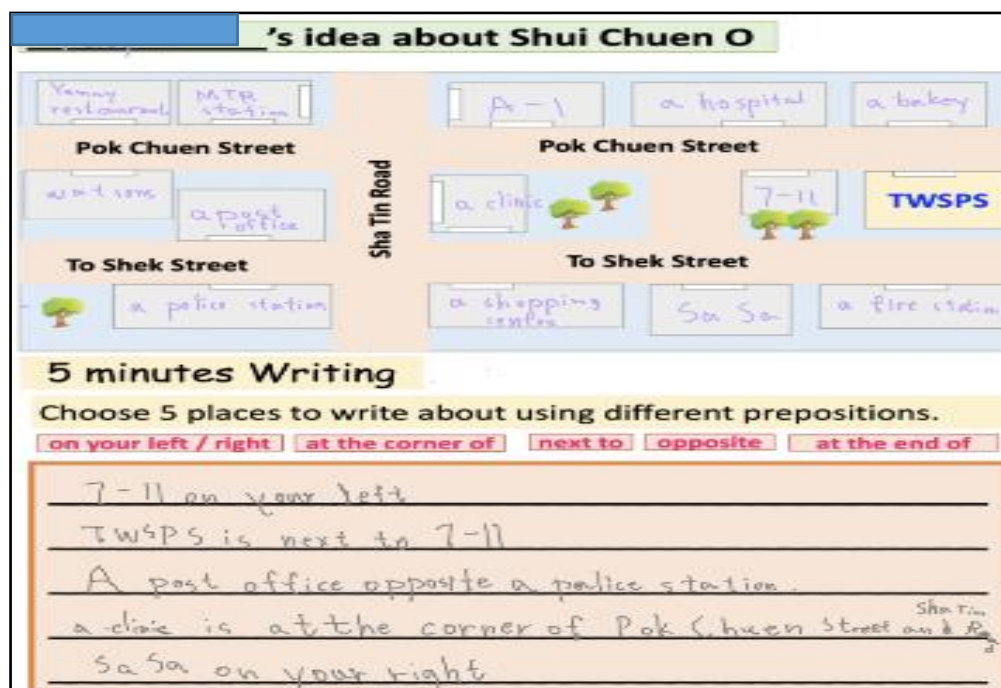 's idea about Shui Chuen O
Yummy restaurant
MTR station
A-1
a hospital
a bakey
Pok Chuen Street
Pok Chuen Street
watsons
a post office
Sha Tin Road
a clinic
7-11
TWSPS
To Shek Street
To Shek Street
a police station
a shopping center
Sa Sa
a fire station
5 minutes Writing
Choose 5 places to write about using different prepositions.
on your left / right at the corner of next to opposite at the end of
7-11 on your left
TWSPS is next to 7-11
A post office opposite a police station.
a clinic is at the corner of Pok Chuen Street and Sha Tin Road
Sa Sa on your right